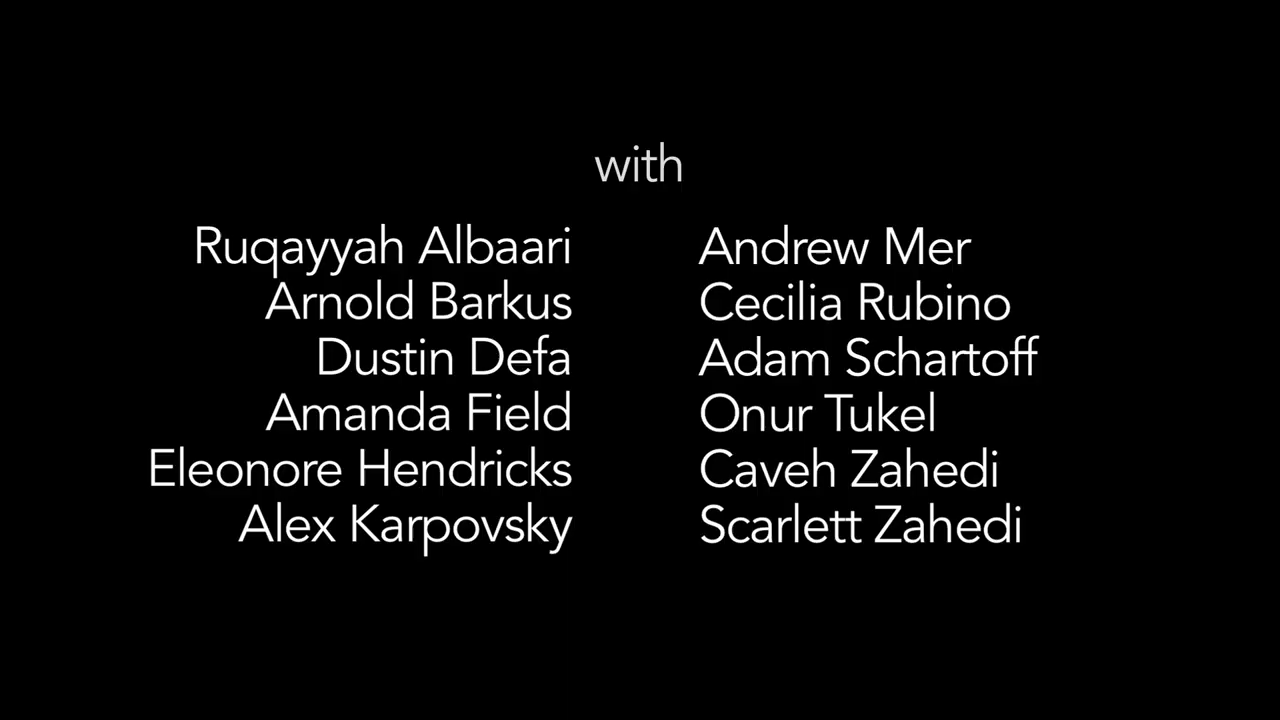 with
Ruqayyah Albaari
Arnold Barkus
Dustin Defa
Amanda Field
Eleonore Hendricks
Alex Karpovsky
Andrew Mer
Cecilia Rubino
Adam Schartoff
Onur Tukel
Caveh Zahedi
Scarlett Zahedi